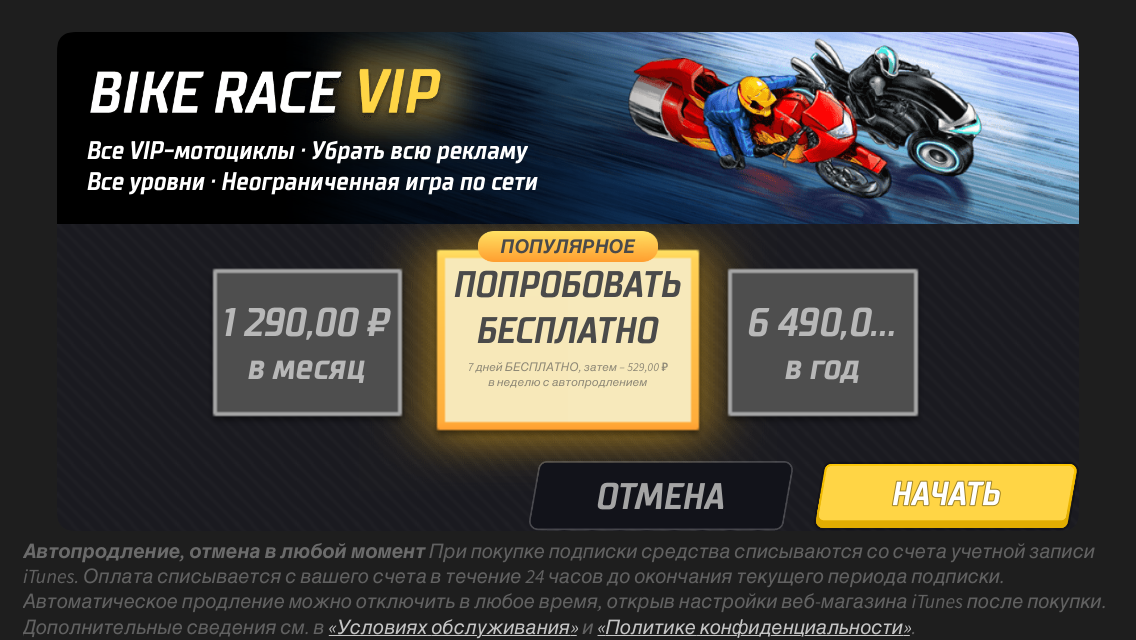 BIKE RACE VIP
Все VIP-мотоциклы · Убрать всю рекламу
Все уровни · Неограниченная игра по сети
ПОПУЛЯРНОЕ
1 290,00 ₽
в месяц
ПОПРОБОВАТЬ
БЕСПЛАТНО
7 дней БЕСПЛАТНО, затем – 529,00 ₽
в неделю с автопродлением
6 490,0...
в год
ОТМЕНА
НАЧАТЬ
Автопродление, отмена в любой момент При покупке подписки средства списываются со счета учетной записи
iTunes. Оплата списывается с вашего счета в течение 24 часов до окончания текущего периода подписки.
Автоматическое продление можно отключить в любое время, открыв настройки веб-магазина iTunes после покупки.
Дополнительные сведения см. в «Условиях обслуживания» и «Политике конфиденциальности».